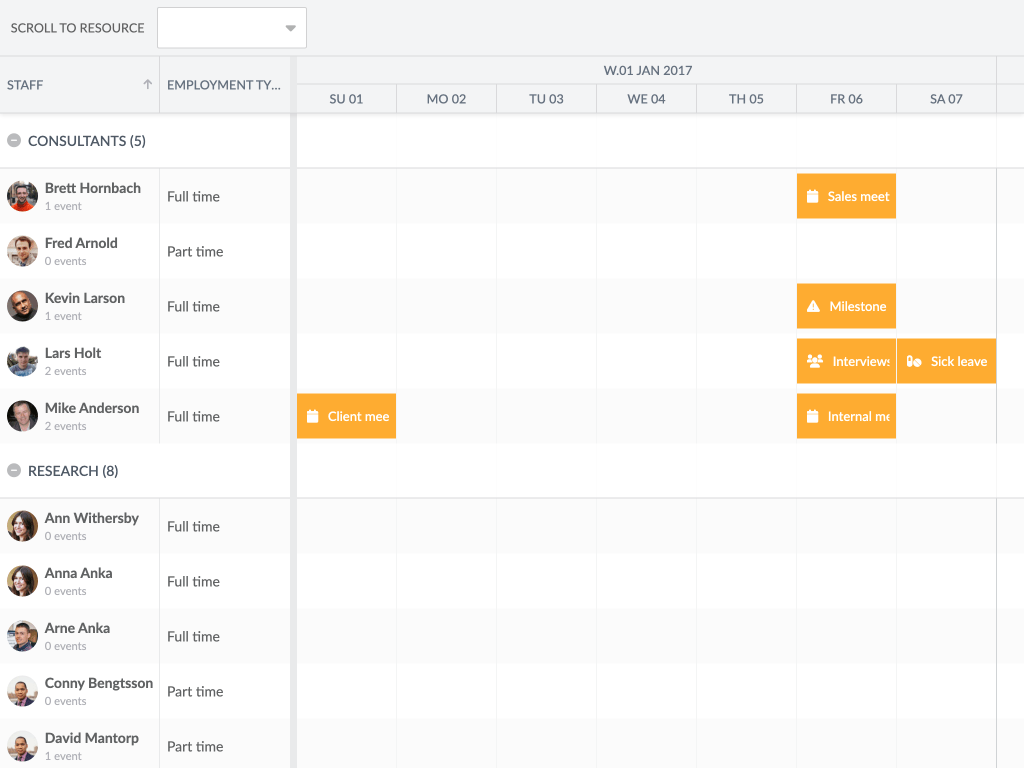 SCROLL TO RESOURCE
STAFF
EMPLOYMENT TY...
W.01 JAN 2017
SU 01
MO 02
TU 03
WE 04
TH 05
FR 06
SA 07
CONSULTANTS (5)
Brett Hornbach
1 event
Full time
Sales meet
Fred Arnold
0 events
Part time
Kevin Larson
1 event
Full time
Milestone
Lars Holt
2 events
Full time
Interviews
Sick leave
Mike Anderson
2 events
Full time
Client mee
Internal me
RESEARCH (8)
Ann Withersby
0 events
Full time
Anna Anka
0 events
Full time
Arne Anka
0 events
Full time
Conny Bengtsson
0 events
Part time
David Mantorp
1 event
Part time